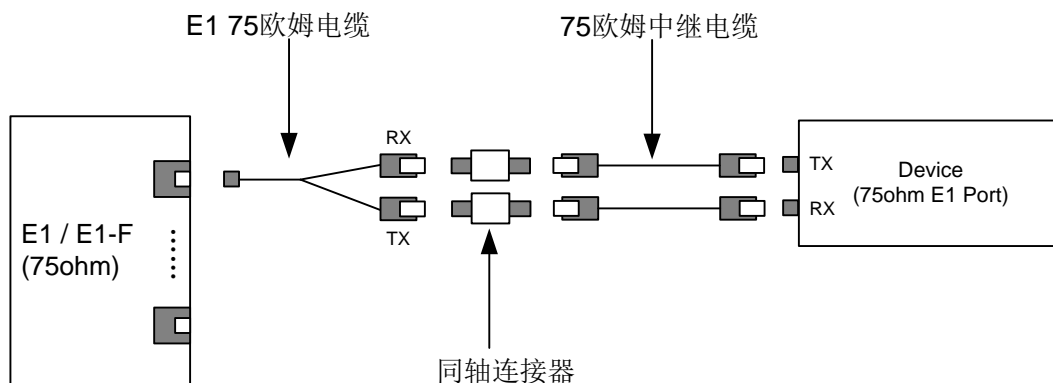 E1 75欧姆电缆
75欧姆中继电缆
RX
TX
E1 / E1-F
(75ohm)
TX
RX
Device
(75ohm E1 Port)
同轴连接器